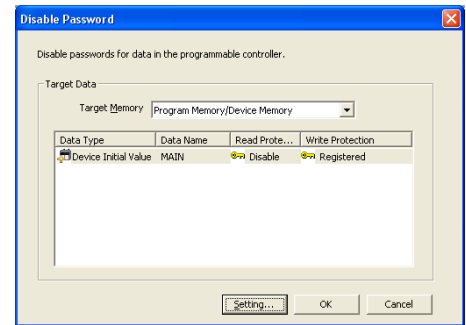 Disable Password
Disable passwords for data in the programmable controller.
Target Data
Target Memory Program Memory/Device Memory
Data Type Data Name Read Prote... Write Protection
Device Initial Value MAIN Disable Registered
Setting... OK Cancel